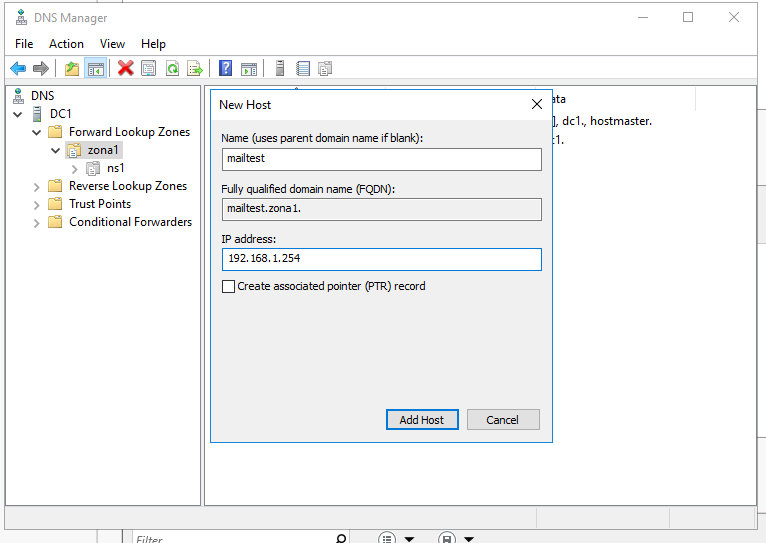 DNS Manager
File Action View Help
DNS
DC1
Forward Lookup Zones
zona1
ns1
Reverse Lookup Zones
Trust Points
Conditional Forwarders
ata
], dc1., hostmaster.
1.
New Host
Name (uses parent domain name if blank):
mailtest
Fully qualified domain name (FQDN):
mailtest.zona1.
IP address:
192.168.1.254
Create associated pointer (PTR) record
Add Host Cancel
Filter